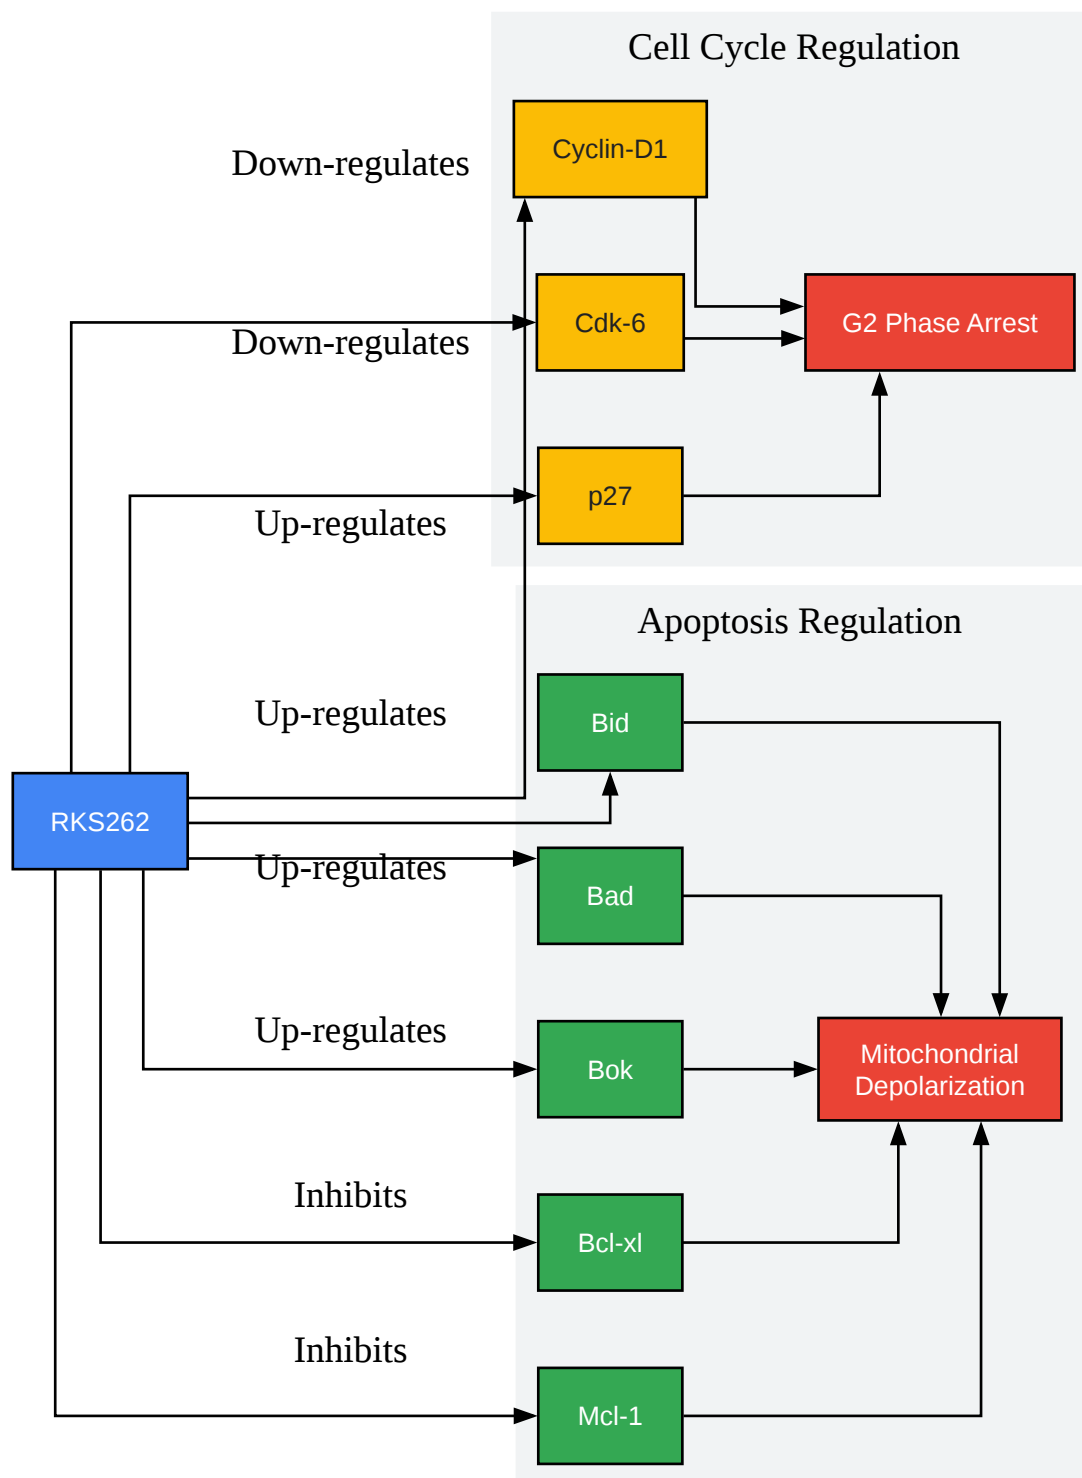 Cell Cycle Regulation
Cyclin-D1
Down-regulates
Cdk-6
G2 Phase Arrest
Down-regulates
p27
Up-regulates
Apoptosis Regulation
Up-regulates
Bid
RKS262
Up-regulates
Bad
Up-regulates
Bok
Mitochondrial
Depolarization
Inhibits
Bcl-xl
Inhibits
Mcl-1